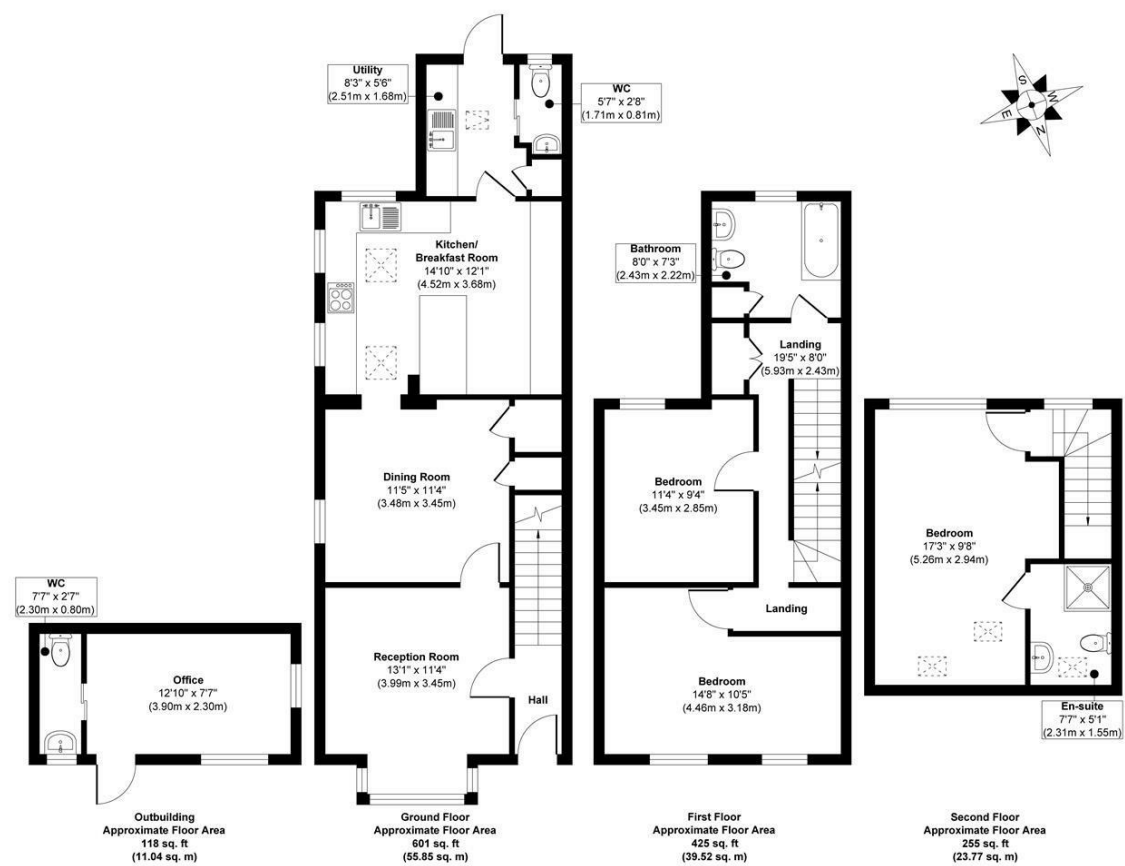 Utility
8'3" x 5'6"
(2.51m x 1.68m)
WC
5'7" x 2'8"
(1.71m x 0.81m)
S
W
E
N
Kitchen/
Breakfast Room
14'10" x 12'1"
(4.52m x 3.68m)
Bathroom
8'0" x 7'3"
(2.43m x 2.22m)
Landing
19'5" x 8'0"
(5.93m x 2.43m)
Dining Room
11'5" x 11'4"
(3.48m x 3.45m)
Bedroom
11'4" x 9'4"
(3.45m x 2.85m)
Bedroom
17'3" x 9'8"
(5.26m x 2.94m)
WC
7'7" x 2'7"
(2.30m x 0.80m)
Landing
Office
12'10" x 7'7"
(3.90m x 2.30m)
Reception Room
13'1" x 11'4"
(3.99m x 3.45m)
Hall
Bedroom
14'8" x 10'5"
(4.46m x 3.18m)
En-suite
7'7" x 5'1"
(2.31m x 1.55m)
Outbuilding
Approximate Floor Area
118 sq. ft
(11.04 sq. m)
Ground Floor
Approximate Floor Area
601 sq. ft
(55.85 sq. m)
First Floor
Approximate Floor Area
425 sq. ft
(39.52 sq. m)
Second Floor
Approximate Floor Area
255 sq. ft
(23.77 sq. m)